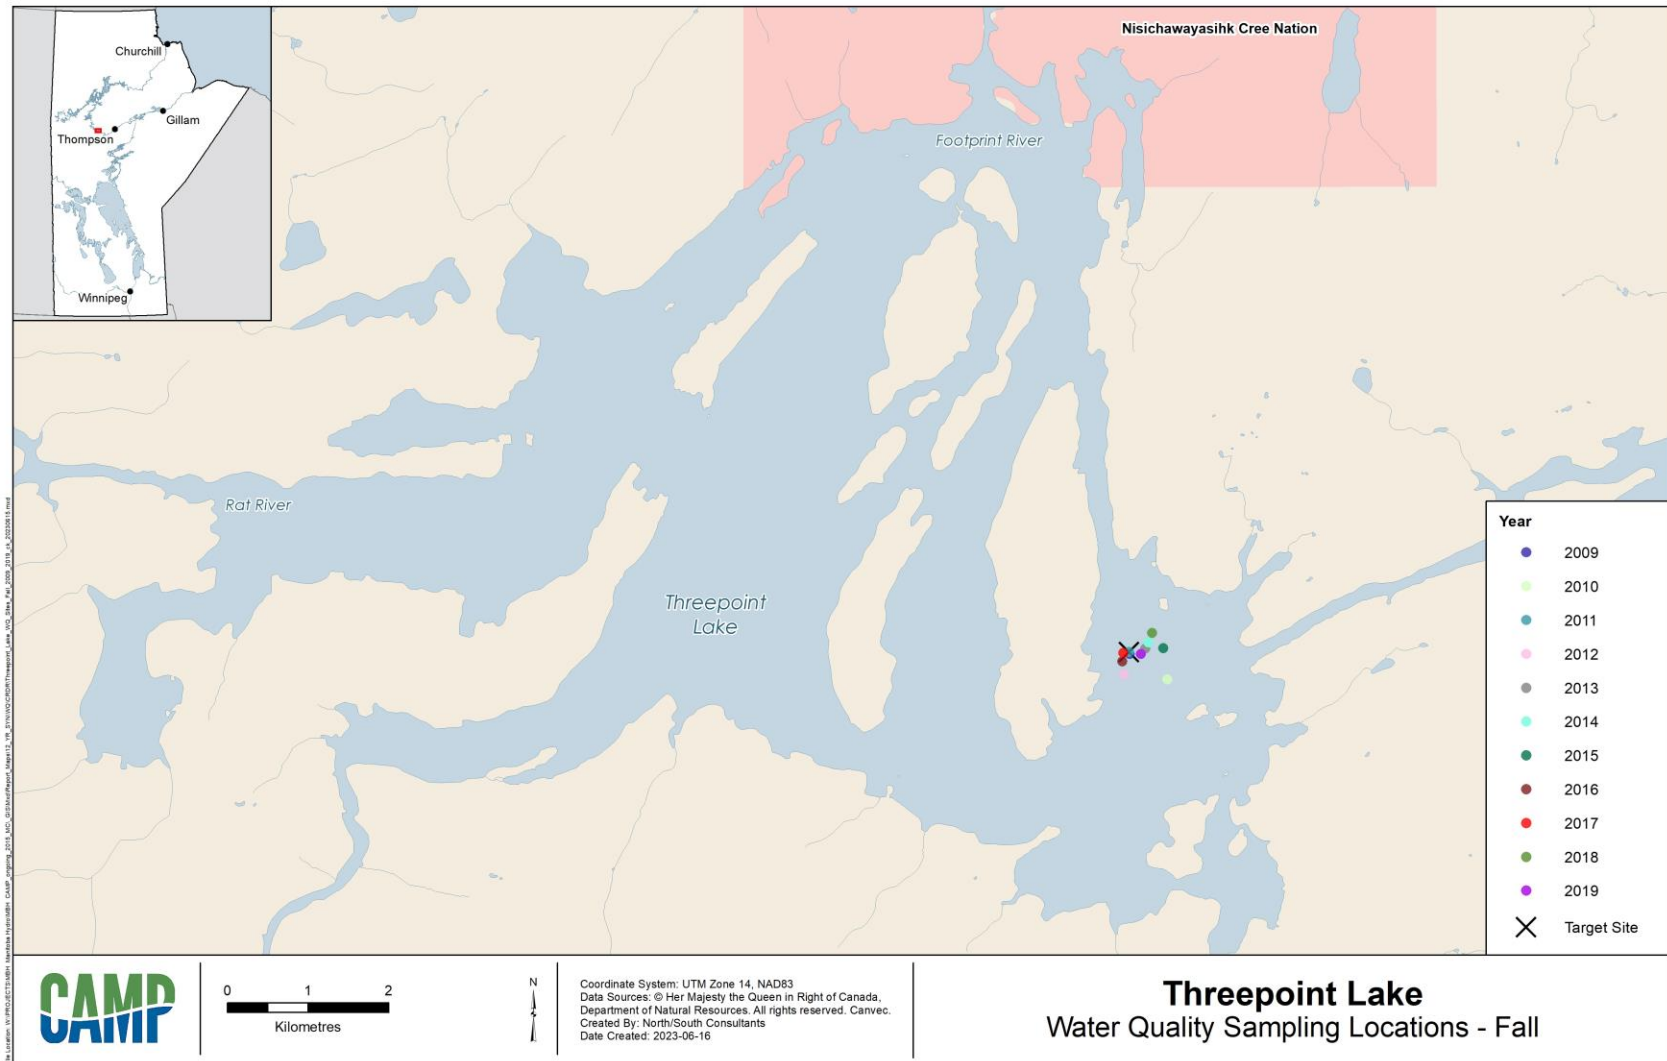 Churchill
Gillam
Thompson
Winnipeg
Nisichawayasihk Cree Nation
Footprint River
Rat River
Threepoint
Lake
Year
2009
2010
2011
2012
2013
2014
2015
2016
2017
2018
2019
Target Site
CAMP
0 1 2
Kilometres
N
Coordinate System: UTM Zone 14, NAD83
Data Sources: © Her Majesty the Queen in Right of Canada,
Department of Natural Resources. All rights reserved. Canvec.
Created By: North/South Consultants
Date Created: 2023-06-16
Threepoint Lake
Water Quality Sampling Locations - Fall